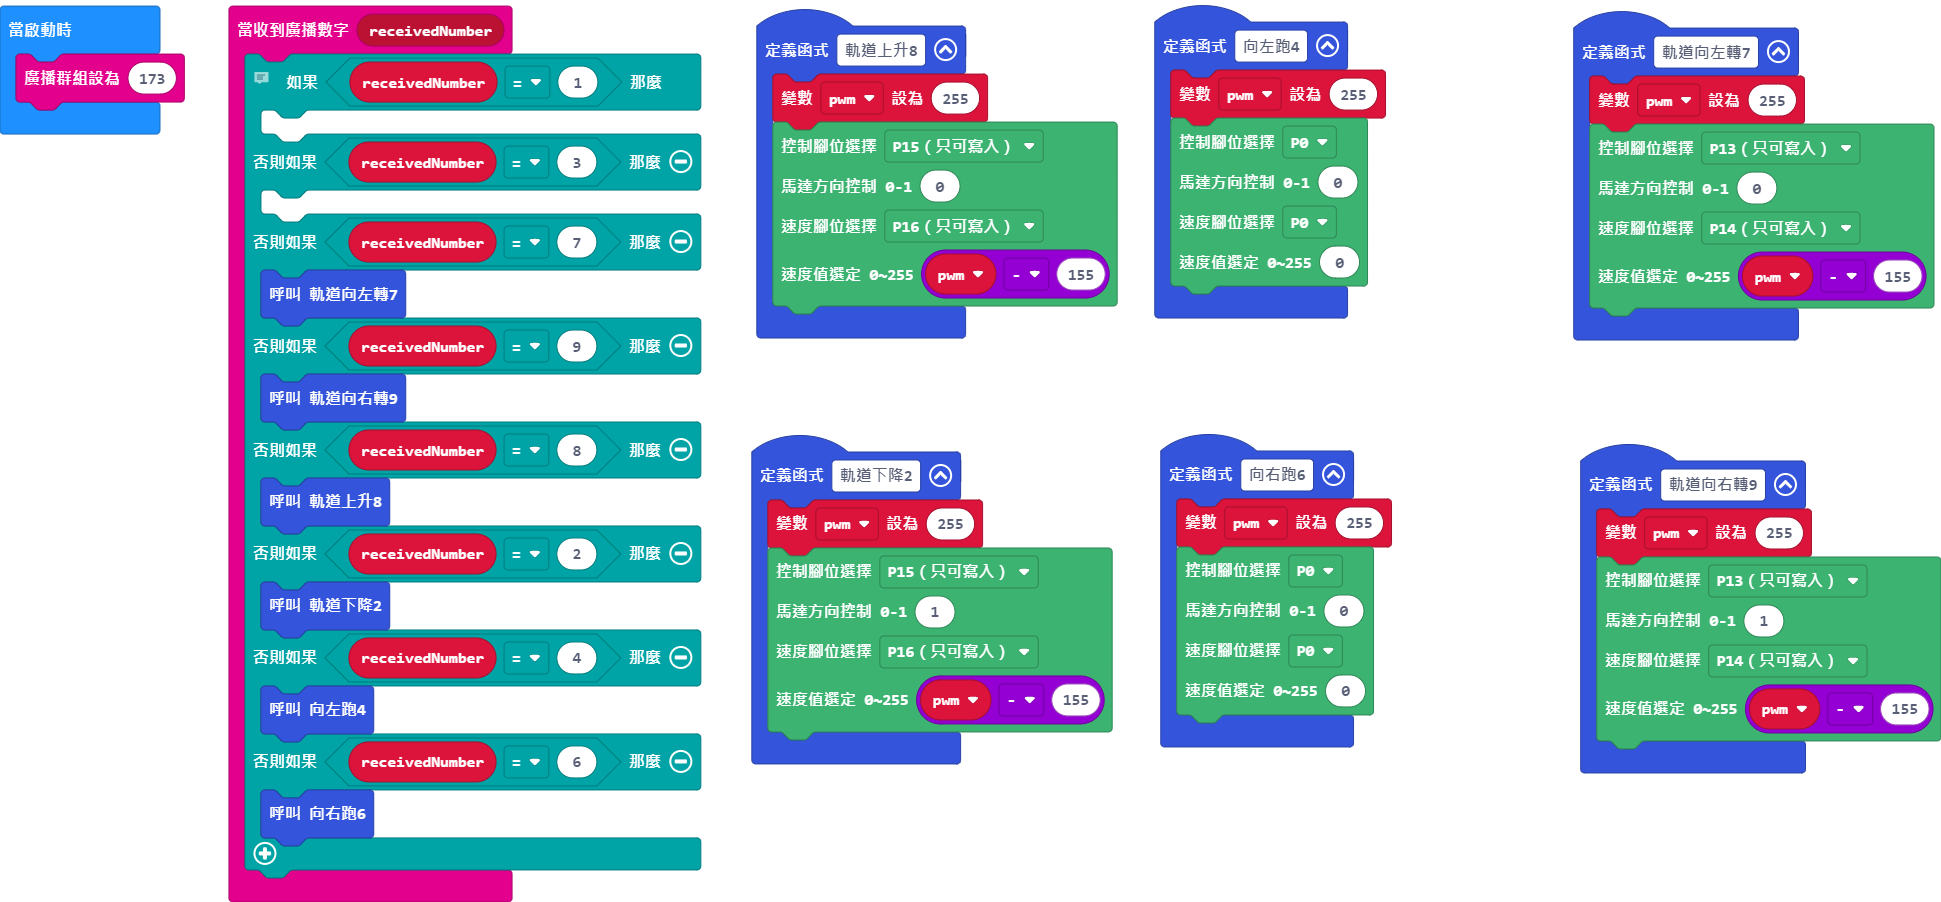 當啟動時
廣播群組設為 173
當收到廣播數字 receivedNumber
如果 receivedNumber = 1 那麼
否則如果 receivedNumber = 3 那麼
否則如果 receivedNumber = 7 那麼
呼叫 軌道向左轉7
否則如果 receivedNumber = 9 那麼
呼叫 軌道向右轉9
否則如果 receivedNumber = 8 那麼
呼叫 軌道上升8
否則如果 receivedNumber = 2 那麼
呼叫 軌道下降2
否則如果 receivedNumber = 4 那麼
呼叫 向左跑4
否則如果 receivedNumber = 6 那麼
呼叫 向右跑6
定義函式 軌道上升8
變數 pwm 設為 255
控制腳位選擇 P15（只可寫入）
馬達方向控制 0-1 0
速度腳位選擇 P16（只可寫入）
速度值選定 0~255 pwm - 155
定義函式 向左跑4
變數 pwm 設為 255
控制腳位選擇 P0
馬達方向控制 0-1 0
速度腳位選擇 P0
速度值選定 0~255 0
定義函式 軌道向左轉7
變數 pwm 設為 255
控制腳位選擇 P13（只可寫入）
馬達方向控制 0-1 0
速度腳位選擇 P14（只可寫入）
速度值選定 0~255 pwm - 155
定義函式 軌道下降2
變數 pwm 設為 255
控制腳位選擇 P15（只可寫入）
馬達方向控制 0-1 1
速度腳位選擇 P16（只可寫入）
速度值選定 0~255 pwm - 155
定義函式 向右跑6
變數 pwm 設為 255
控制腳位選擇 P0
馬達方向控制 0-1 0
速度腳位選擇 P0
速度值選定 0~255 0
定義函式 軌道向右轉9
變數 pwm 設為 255
控制腳位選擇 P13（只可寫入）
馬達方向控制 0-1 1
速度腳位選擇 P14（只可寫入）
速度值選定 0~255 pwm - 155